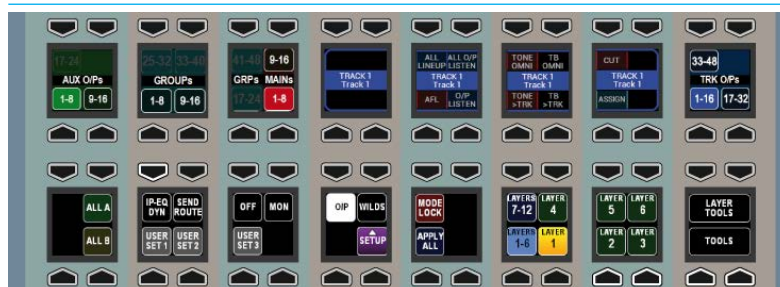 17-24
AUX O/Ps
1-8 9-16
25-32 33-40
GROUPs
1-8 9-16
41-48 9-16
GRPs MAINs
17-24 1-8
TRACK 1
Track 1
ALL LINEUP ALL O/P LISTEN
TRACK 1
Track 1
AFL O/P LISTEN
TONE OMNI TB OMNI
TRACK 1
Track 1
TONE >TRK TB >TRK
CUT
TRACK 1
Track 1
ASSIGN
33-48
TRK O/Ps
1-16 17-32
ALL A
ALL B
IP-EQ DYN SEND ROUTE
USER SET 1 USER SET 2
OFF MON
USER SET 3
O/P WILDS
SETUP
MODE LOCK
APPLY ALL
LAYERS 7-12 LAYER 4
LAYERS 1-6 LAYER 1
LAYER 5 LAYER 6
LAYER 2 LAYER 3
LAYER TOOLS
TOOLS